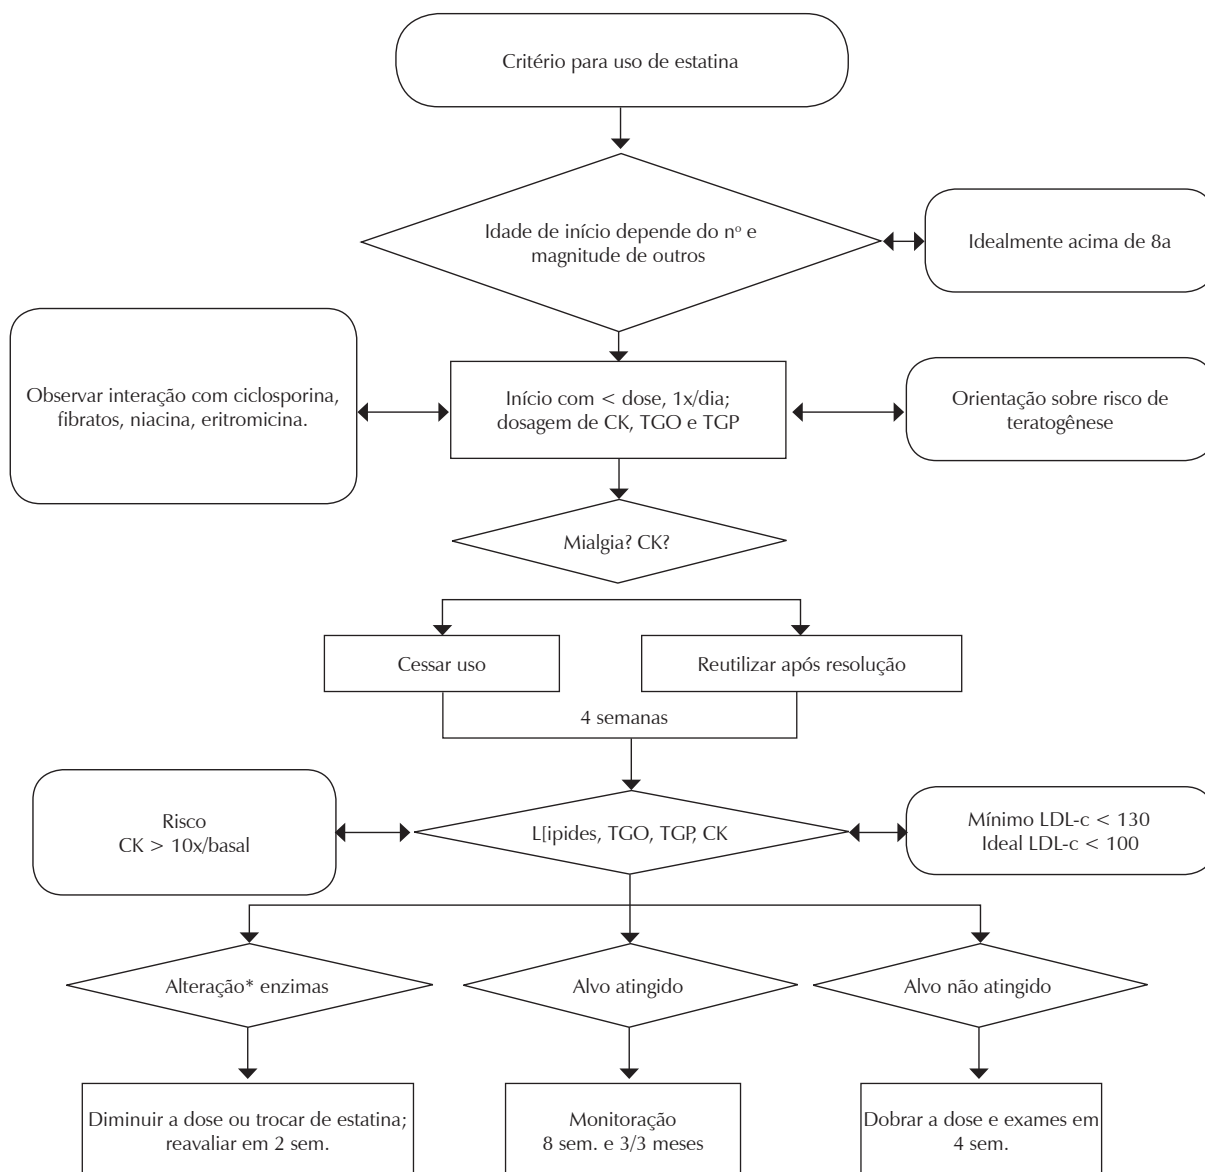 Critério para uso de estatina
Idade de início depende do nº e
magnitude de outros
Idealmente acima de 8a
Observar interação com ciclosporina,
fibratos, niacina, eritromicina.
Início com < dose, 1x/dia;
dosagem de CK, TGO e TGP
Orientação sobre risco de
teratogênese
Mialgia? CK?
Cessar uso
Reutilizar após resolução
4 semanas
Risco
CK > 10x/basal
L[ipides, TGO, TGP, CK
Mínimo LDL-c < 130
Ideal LDL-c < 100
Alteração* enzimas
Alvo atingido
Alvo não atingido
Diminuir a dose ou trocar de estatina;
reavaliar em 2 sem.
Monitoração
8 sem. e 3/3 meses
Dobrar a dose e exames em
4 sem.